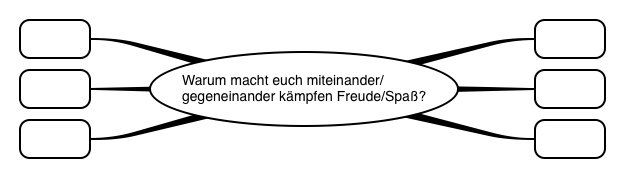 Warum macht euch miteinander/
gegeneinander kämpfen Freude/Spaß?